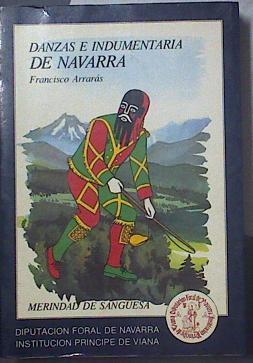 DANZAS E INDUMENTARIA
DE NAVARRA
Francisco Arrarás
MERINDAD DE SANGUESA
DIPUTACION FORAL DE NAVARRA
INSTITUCION PRINCIPE DE VIANA